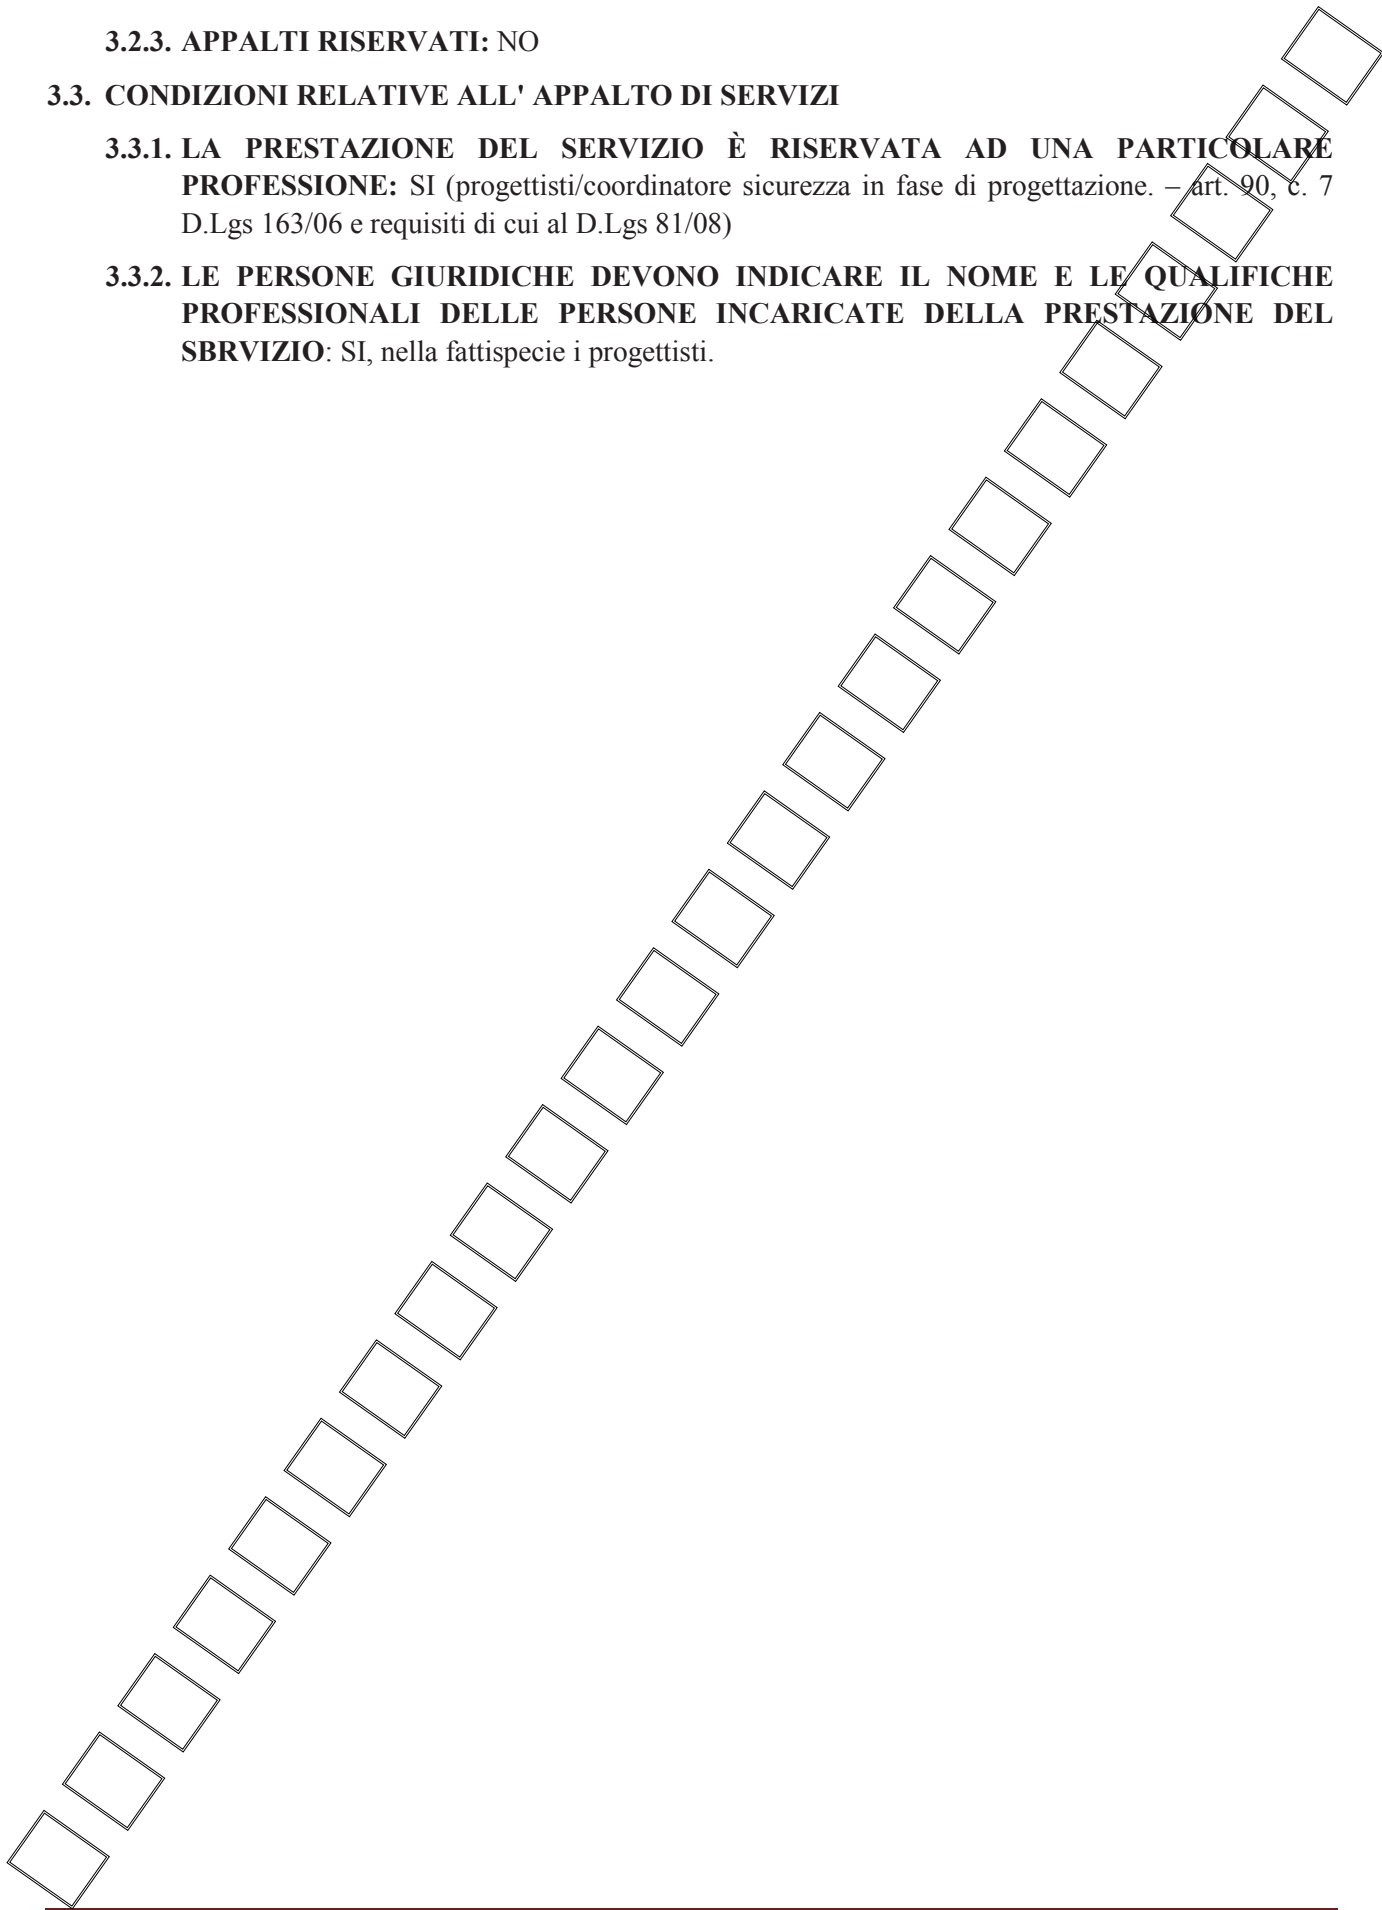 3.2.3. APPALTI RISERVATI: NO
3.3. CONDIZIONI RELATIVE ALL' APPALTO DI SERVIZI
3.3.1. LA PRESTAZIONE DEL SERVIZIO È RISERVATA AD UNA PARTICOLARE
PROFESSIONE: SI (progettisti/coordinatore sicurezza in fase di progettazione. – art. 90, c. 7
D.Lgs 163/06 e requisiti di cui al D.Lgs 81/08)
3.3.2. LE PERSONE GIURIDICHE DEVONO INDICARE IL NOME E LE QUALIFICHE
PROFESSIONALI DELLE PERSONE INCARICATE DELLA PRESTAZIONE DEL
SBRVIZIO: SI, nella fattispecie i progettisti.